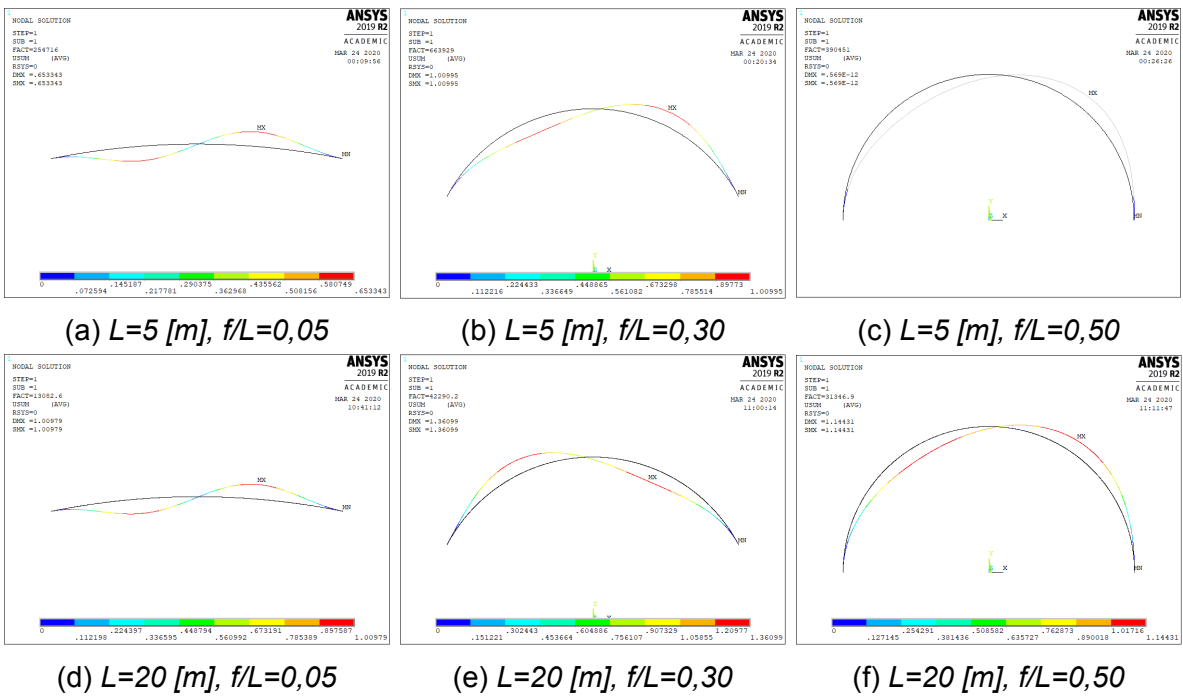 1
NODAL SOLUTION
STEP=1
SUB =1
FACT=254716
USUM (AVG)
RSYS=0
DMX =.653343
SMX =.653343
ANSYS
2019 R2
ACADEMIC
MAR 24 2020
00:09:56
MX
MN
0 .145187 .290375 .435562 .580749
.072594 .217781 .362968 .508156 .653343
(a) L=5 [m], f/L=0,05
NODAL SOLUTION
STEP=1
SUB =1
FACT=663929
USUM (AVG)
RSYS=0
DMX =1.00995
SMX =1.00995
ANSYS
2019 R2
ACADEMIC
MAR 24 2020
00:20:34
MX
MN
X
0 .224433 .448865 .673298 .89773
.112216 .336649 .561082 .785514 1.00995
(b) L=5 [m], f/L=0,30
1
NODAL SOLUTION
STEP=1
SUB =1
FACT=390451
USUM (AVG)
RSYS=0
DMX =.569E-12
SMX =.569E-12
ANSYS
2019 R2
ACADEMIC
MAR 24 2020
00:26:26
MX
Y
X
MN
(c) L=5 [m], f/L=0,50
1
NODAL SOLUTION
STEP=1
SUB =1
FACT=13082.6
USUM (AVG)
RSYS=0
DMX =1.00979
SMX =1.00979
ANSYS
2019 R2
ACADEMIC
MAR 24 2020
10:41:12
MX
MN
0 .224397 .448794 .673191 .897587
.112198 .336595 .560992 .785389 1.00979
(d) L=20 [m], f/L=0,05
1
NODAL SOLUTION
STEP=1
SUB =1
FACT=42290.2
USUM (AVG)
RSYS=0
DMX =1.36099
SMX =1.36099
ANSYS
2019 R2
ACADEMIC
MAR 24 2020
11:00:14
MX
MN
0 .302443 .604886 .907329 1.20977
.151221 .453664 .756107 1.05855 1.36099
(e) L=20 [m], f/L=0,30
1
NODAL SOLUTION
STEP=1
SUB =1
FACT=31346.9
USUM (AVG)
RSYS=0
DMX =1.14431
SMX =1.14431
ANSYS
2019 R2
ACADEMIC
MAR 24 2020
11:11:47
MX
Y
X
MN
0 .254291 .508582 .762873 1.01716
.127145 .381436 .635727 .890018 1.14431
(f) L=20 [m], f/L=0,50